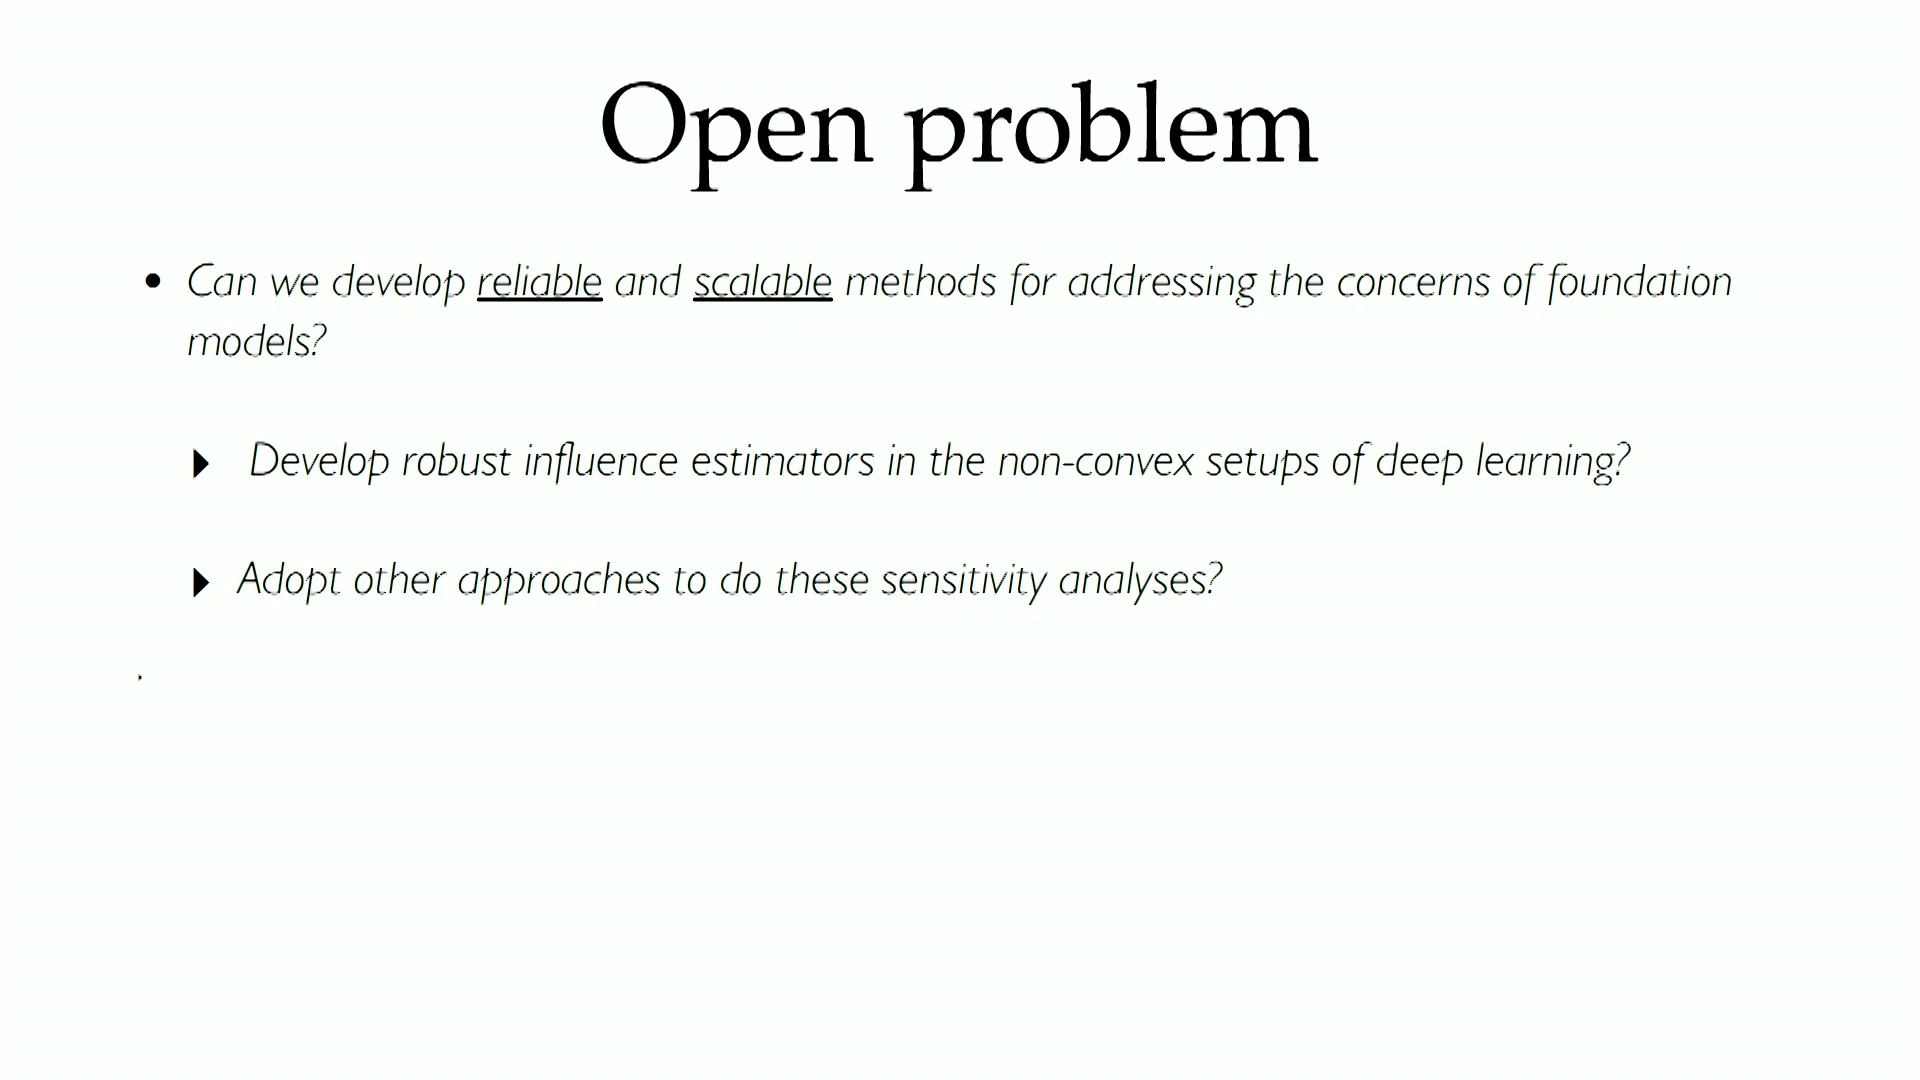 Open problem
• Can we develop reliable and scalable methods for addressing the concerns of foundation
models?
▸ Develop robust influence estimators in the non-convex setups of deep learning?
▸ Adopt other approaches to do these sensitivity analyses?
.